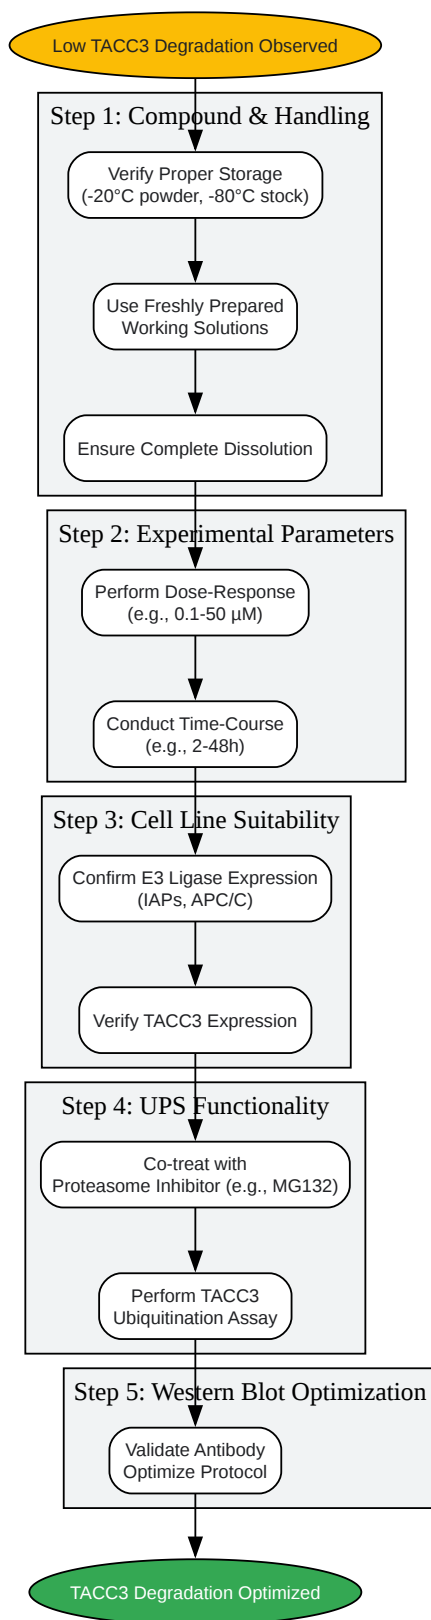 Low TACC3 Degradation Observed
Step 1: Compound & Handling
Verify Proper Storage
(-20°C powder, -80°C stock)
Use Freshly Prepared
Working Solutions
Ensure Complete Dissolution
Step 2: Experimental Parameters
Perform Dose-Response
(e.g., 0.1-50 µM)
Conduct Time-Course
(e.g., 2-48h)
Step 3: Cell Line Suitability
Confirm E3 Ligase Expression
(IAPs, APC/C)
Verify TACC3 Expression
Step 4: UPS Functionality
Co-treat with
Proteasome Inhibitor (e.g., MG132)
Perform TACC3
Ubiquitination Assay
Step 5: Western Blot Optimization
Validate Antibody
Optimize Protocol
TACC3 Degradation Optimized